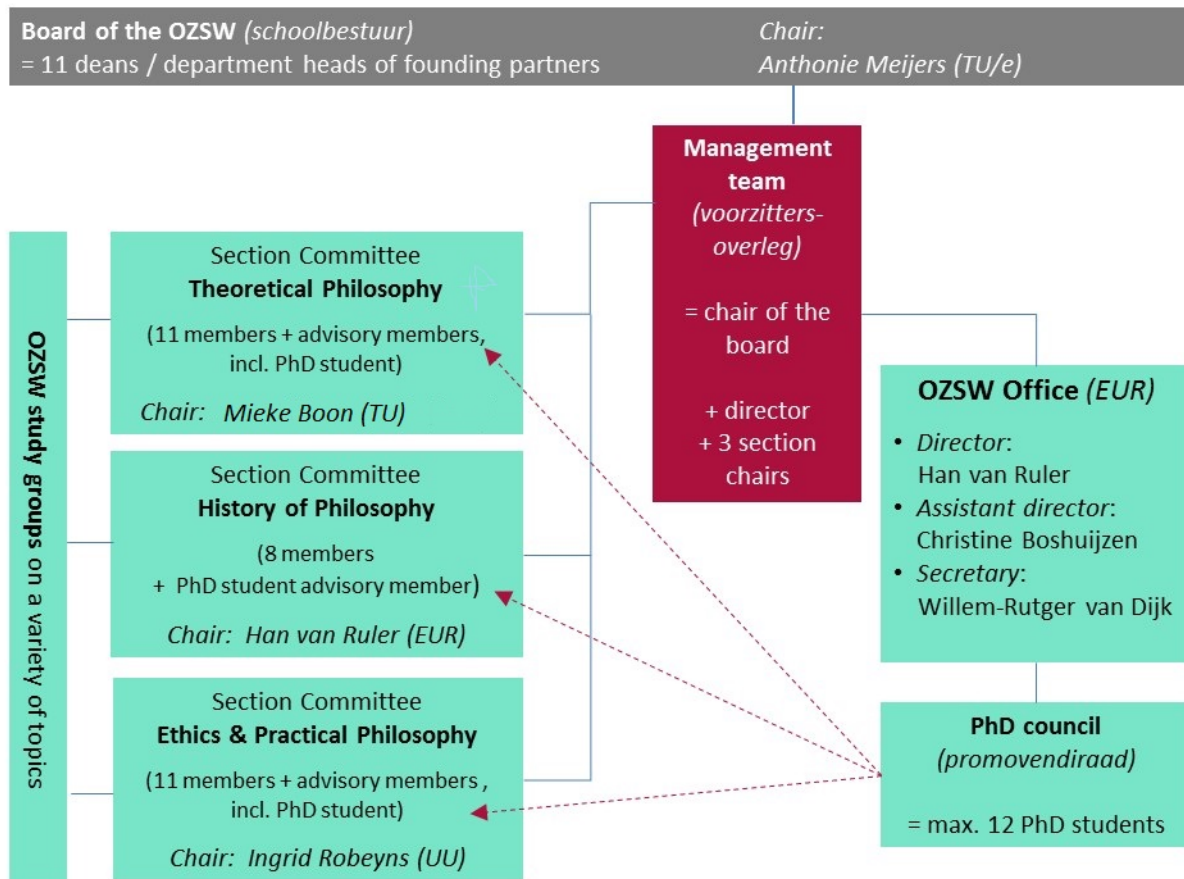 Board of the OZSW (schoolbestuur)
= 11 deans / department heads of founding partners
Chair:
Anthonie Meijers (TU/e)
Management
team
(voorzitters-
overleg)
= chair of the
board
+ director
+ 3 section
chairs
OZSW study groups on a variety of topics
Section Committee
Theoretical Philosophy
(11 members + advisory members,
incl. PhD student)
Chair: Mieke Boon (TU)
Section Committee
History of Philosophy
(8 members
+ PhD student advisory member)
Chair: Han van Ruler (EUR)
Section Committee
Ethics & Practical Philosophy
(11 members + advisory members ,
incl. PhD student)
Chair: Ingrid Robeyns (UU)
OZSW Office (EUR)
• Director:
Han van Ruler
• Assistant director:
Christine Boshuijzen
• Secretary:
Willem-Rutger van Dijk
PhD council
(promovendiraad)
= max. 12 PhD students